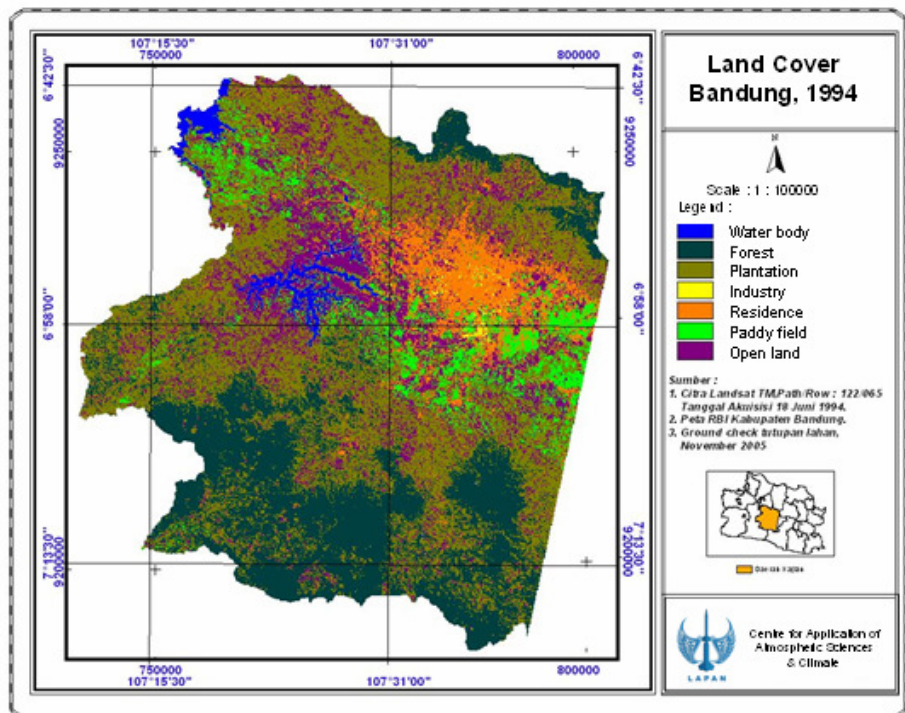 107°15'30"
107°31'00"
750000
800000
6°42'30"
6°42'30"
9250000
9250000
6°58'00"
6°58'00"
7°13'30"
7°13'30"
9200000
9200000
750000
800000
107°15'30"
107°31'00"
Land Cover
Bandung, 1994
N
Scale : 1 : 100000
Legend :
Water body
Forest
Plantation
Industry
Residence
Paddy field
Open land
Sumber :
1. Citra Landsat TM,Path/Row : 122/065
Tanggal Akuisisi 18 Juni 1994.
2. Peta RBI Kabupaten Bandung.
3. Ground check tutupan lahan,
November 2005
Centre for Application of
Atmospheric Sciences
& Climate
LAPAN